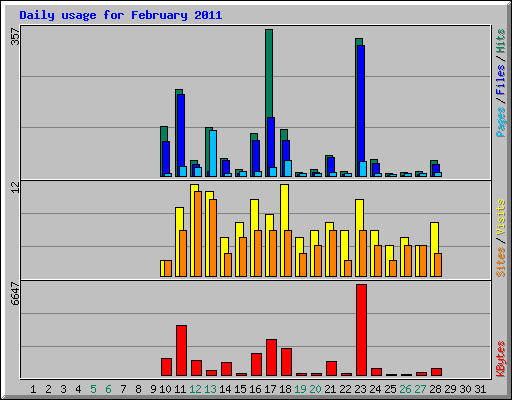 Daily usage for February 2011
357
Pages / Files / Hits
12
Sites / Visits
6647
KBytes
1 2 3 4 5 6 7 8 9 10 11 12 13 14 15 16 17 18 19 20 21 22 23 24 25 26 27 28 29 30 31